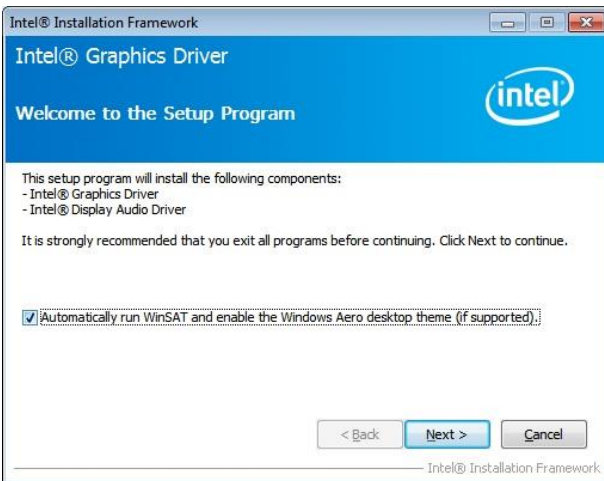 Intel® Installation Framework
Intel® Graphics Driver
Welcome to the Setup Program
intel
This setup program will install the following components:
- Intel® Graphics Driver
- Intel® Display Audio Driver
It is strongly recommended that you exit all programs before continuing. Click Next to continue.
Automatically run WinSAT and enable the Windows Aero desktop theme (if supported).
< Back Next > Cancel
Intel® Installation Framework